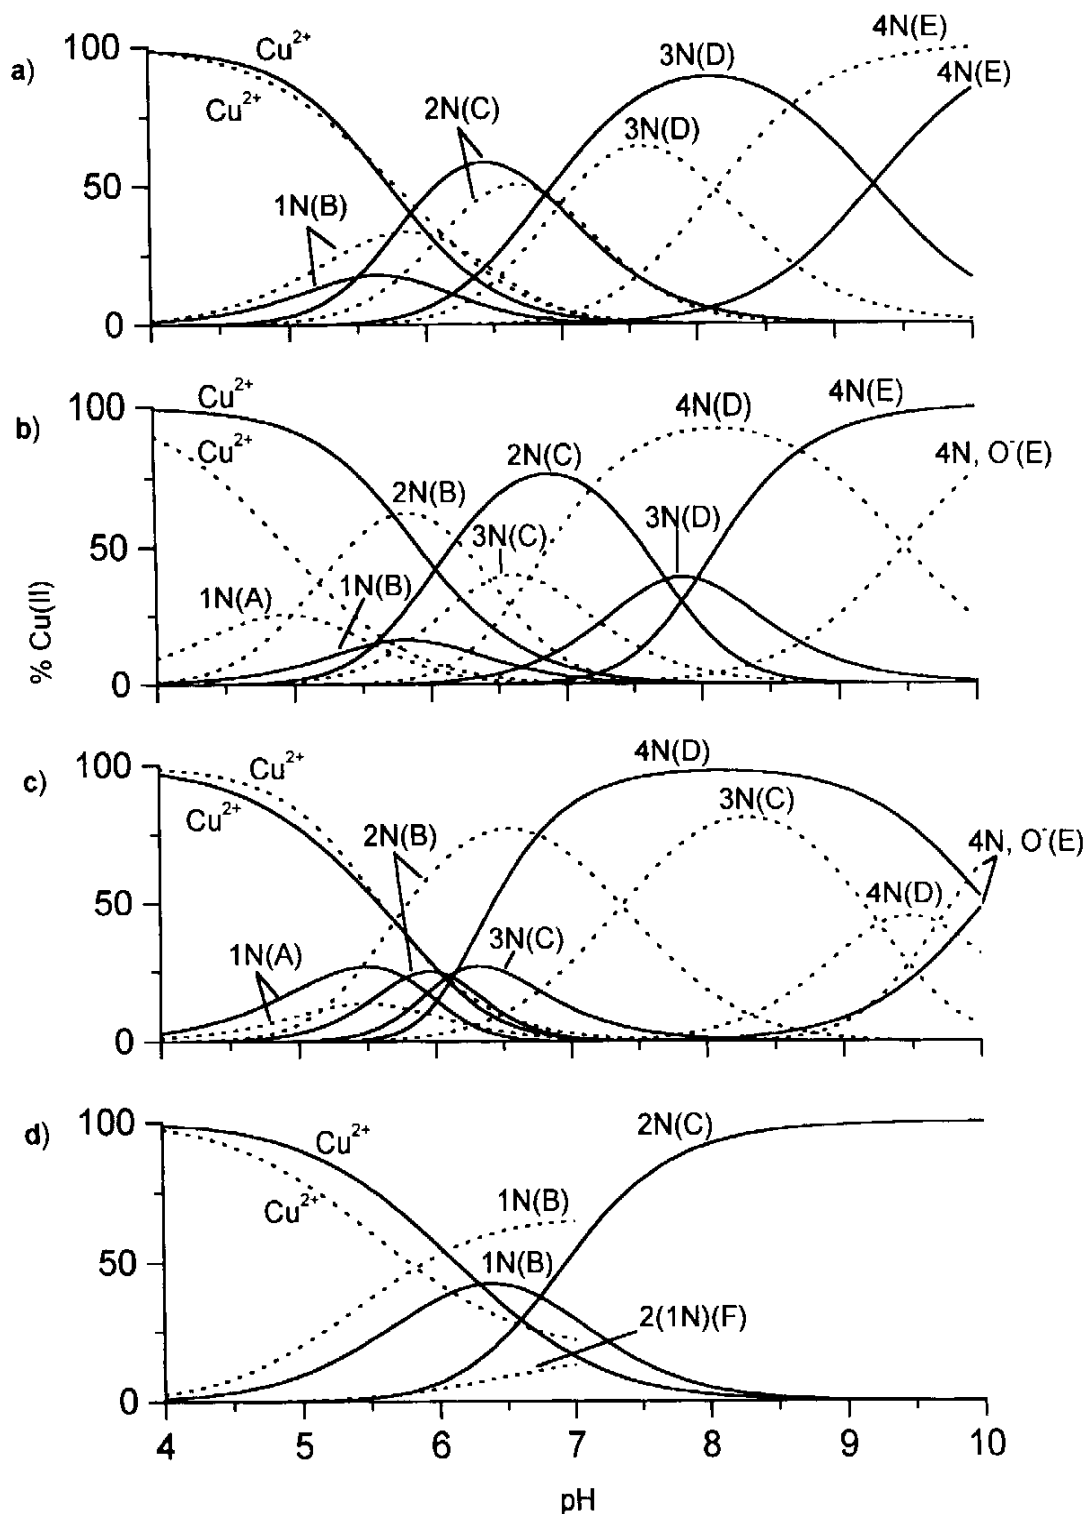 a)
100
50
0
Cu²⁺
Cu²⁺
1N(B)
2N(C)
3N(D)
3N(D)
4N(E)
4N(E)
b)
100
50
0
Cu²⁺
Cu²⁺
1N(A)
1N(B)
2N(B)
3N(C)
2N(C)
4N(D)
3N(D)
4N(E)
4N, O⁻(E)
% Cu(II)
c)
100
50
0
Cu²⁺
Cu²⁺
1N(A)
2N(B)
3N(C)
4N(D)
3N(C)
4N(D)
4N, O⁻(E)
d)
100
50
0
Cu²⁺
Cu²⁺
1N(B)
1N(B)
2N(C)
2(1N)(F)
4 5 6 7 8 9 10
pH